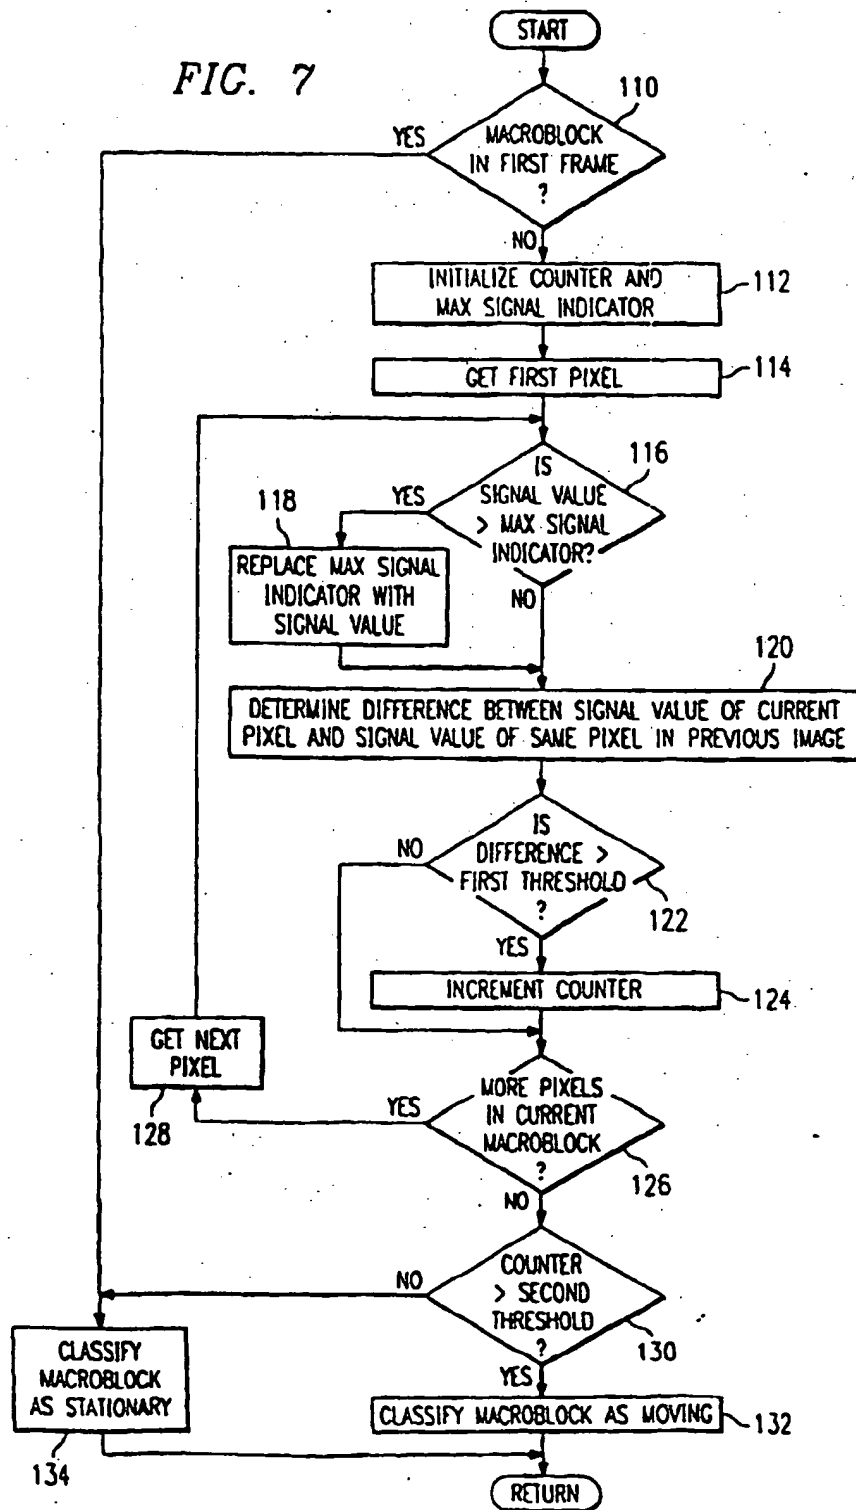 START
FIG. 7
110
YES
MACROBLOCK
IN FIRST FRAME
?
NO
INITIALIZE COUNTER AND
MAX SIGNAL INDICATOR
112
GET FIRST PIXEL
114
116
IS
SIGNAL VALUE
> MAX SIGNAL
INDICATOR?
YES
118
REPLACE MAX SIGNAL
INDICATOR WITH
SIGNAL VALUE
NO
120
DETERMINE DIFFERENCE BETWEEN SIGNAL VALUE OF CURRENT
PIXEL AND SIGNAL VALUE OF SAME PIXEL IN PREVIOUS IMAGE
NO
IS
DIFFERENCE >
FIRST THRESHOLD
?
122
YES
INCREMENT COUNTER
124
GET NEXT
PIXEL
128
YES
MORE PIXELS
IN CURRENT
MACROBLOCK
?
126
NO
NO
COUNTER
> SECOND
THRESHOLD
?
130
YES
CLASSIFY
MACROBLOCK
AS STATIONARY
134
CLASSIFY MACROBLOCK AS MOVING
132
RETURN